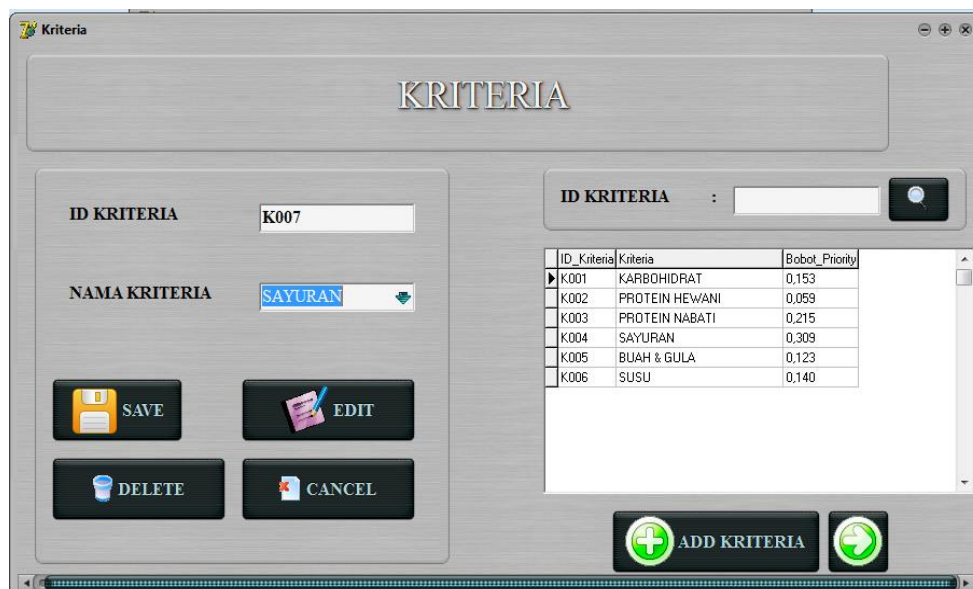 Kriteria
KRITERIA
ID KRITERIA K007
NAMA KRITERIA SAYURAN
SAVE EDIT
DELETE CANCEL
ID KRITERIA :
ID_Kriteria Kriteria Bobot_Priority
K001 KARBOHIDRAT 0,153
K002 PROTEIN HEWANI 0,059
K003 PROTEIN NABATI 0,215
K004 SAYURAN 0,309
K005 BUAH & GULA 0,123
K006 SUSU 0,140
ADD KRITERIA